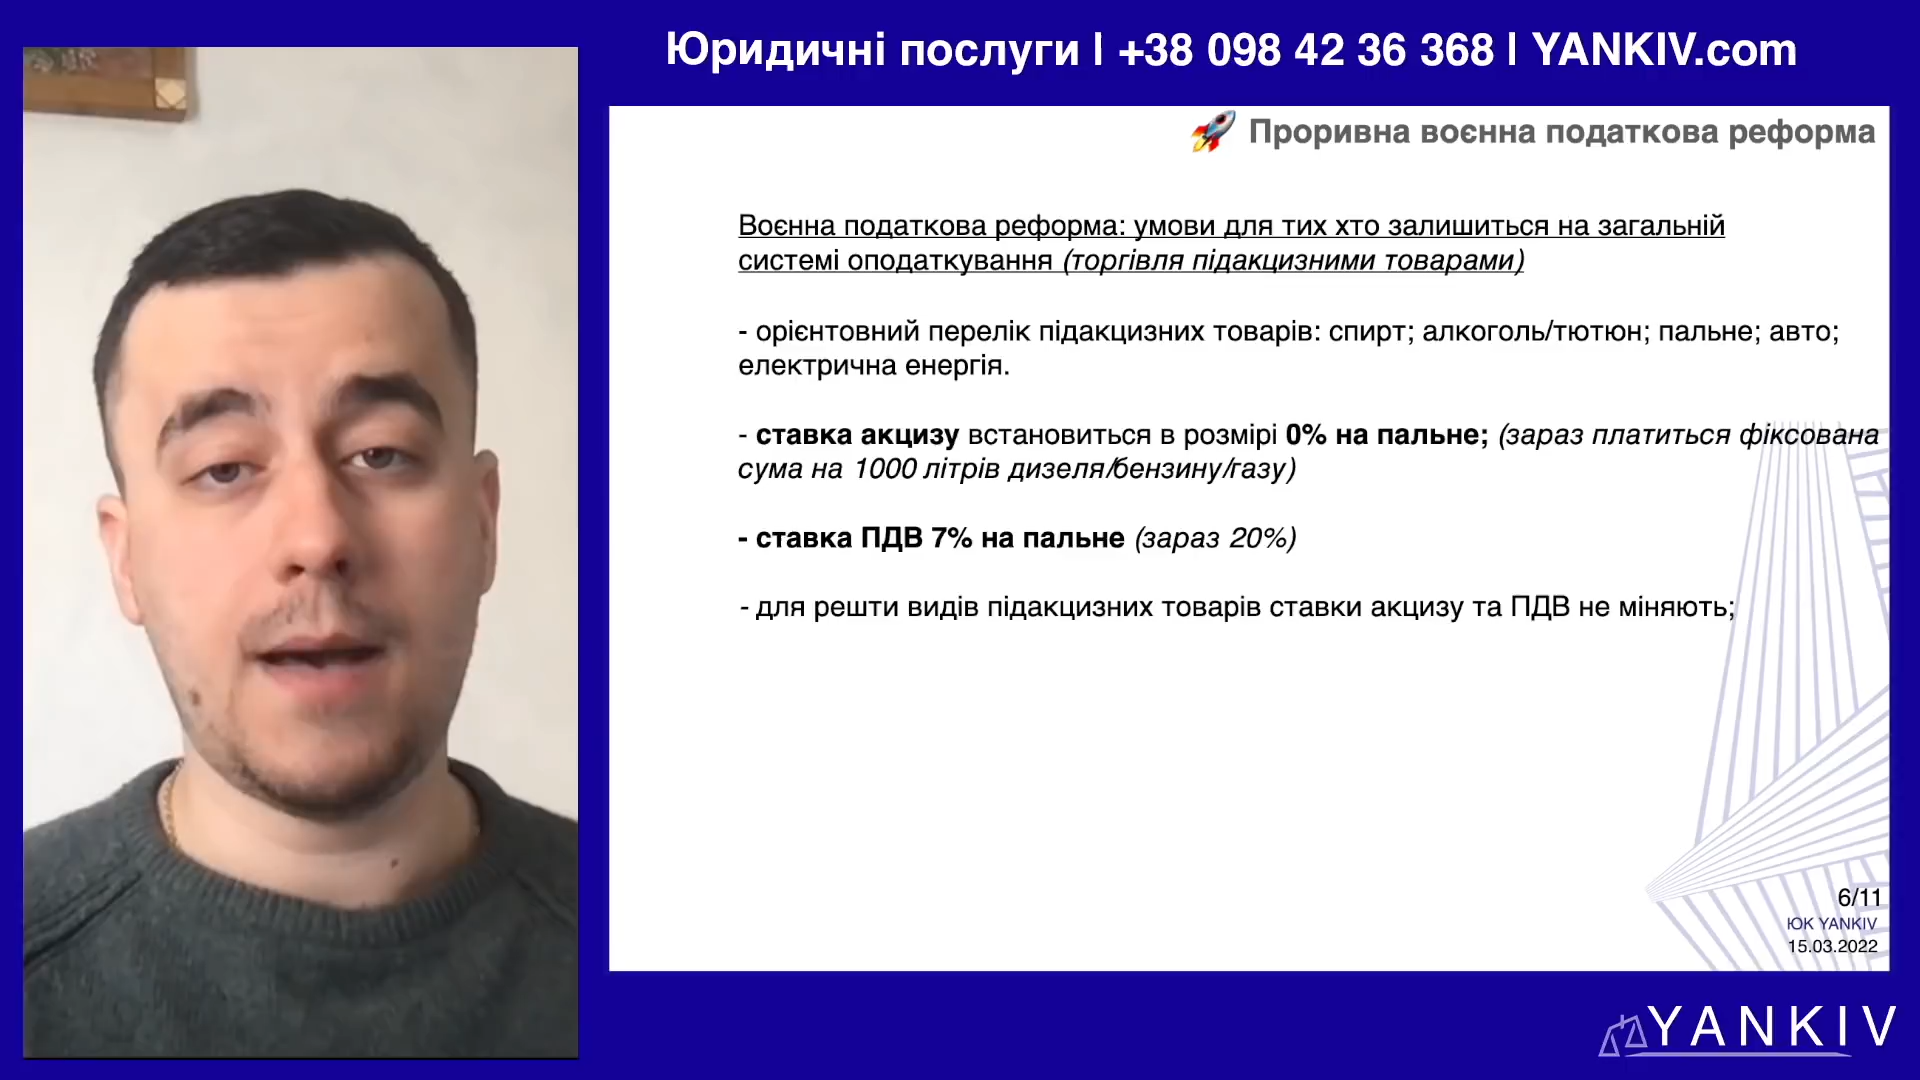 Юридичні послуги | +38 098 42 36 368 | YANKIV.com
🚀 Проривна воєнна податкова реформа
Воєнна податкова реформа: умови для тих хто залишиться на загальній
системі оподаткування (торгівля підакцизними товарами)
- орієнтовний перелік підакцизних товарів: спирт; алкоголь/тютюн; пальне; авто;
електрична енергія.
- ставка акцизу встановиться в розмірі 0% на пальне; (зараз платиться фіксована
сума на 1000 літрів дизеля/бензину/газу)
- ставка ПДВ 7% на пальне (зараз 20%)
- для решти видів підакцизних товарів ставки акцизу та ПДВ не міняють;
6/11
ЮК YANKIV
15.03.2022
YANKIV